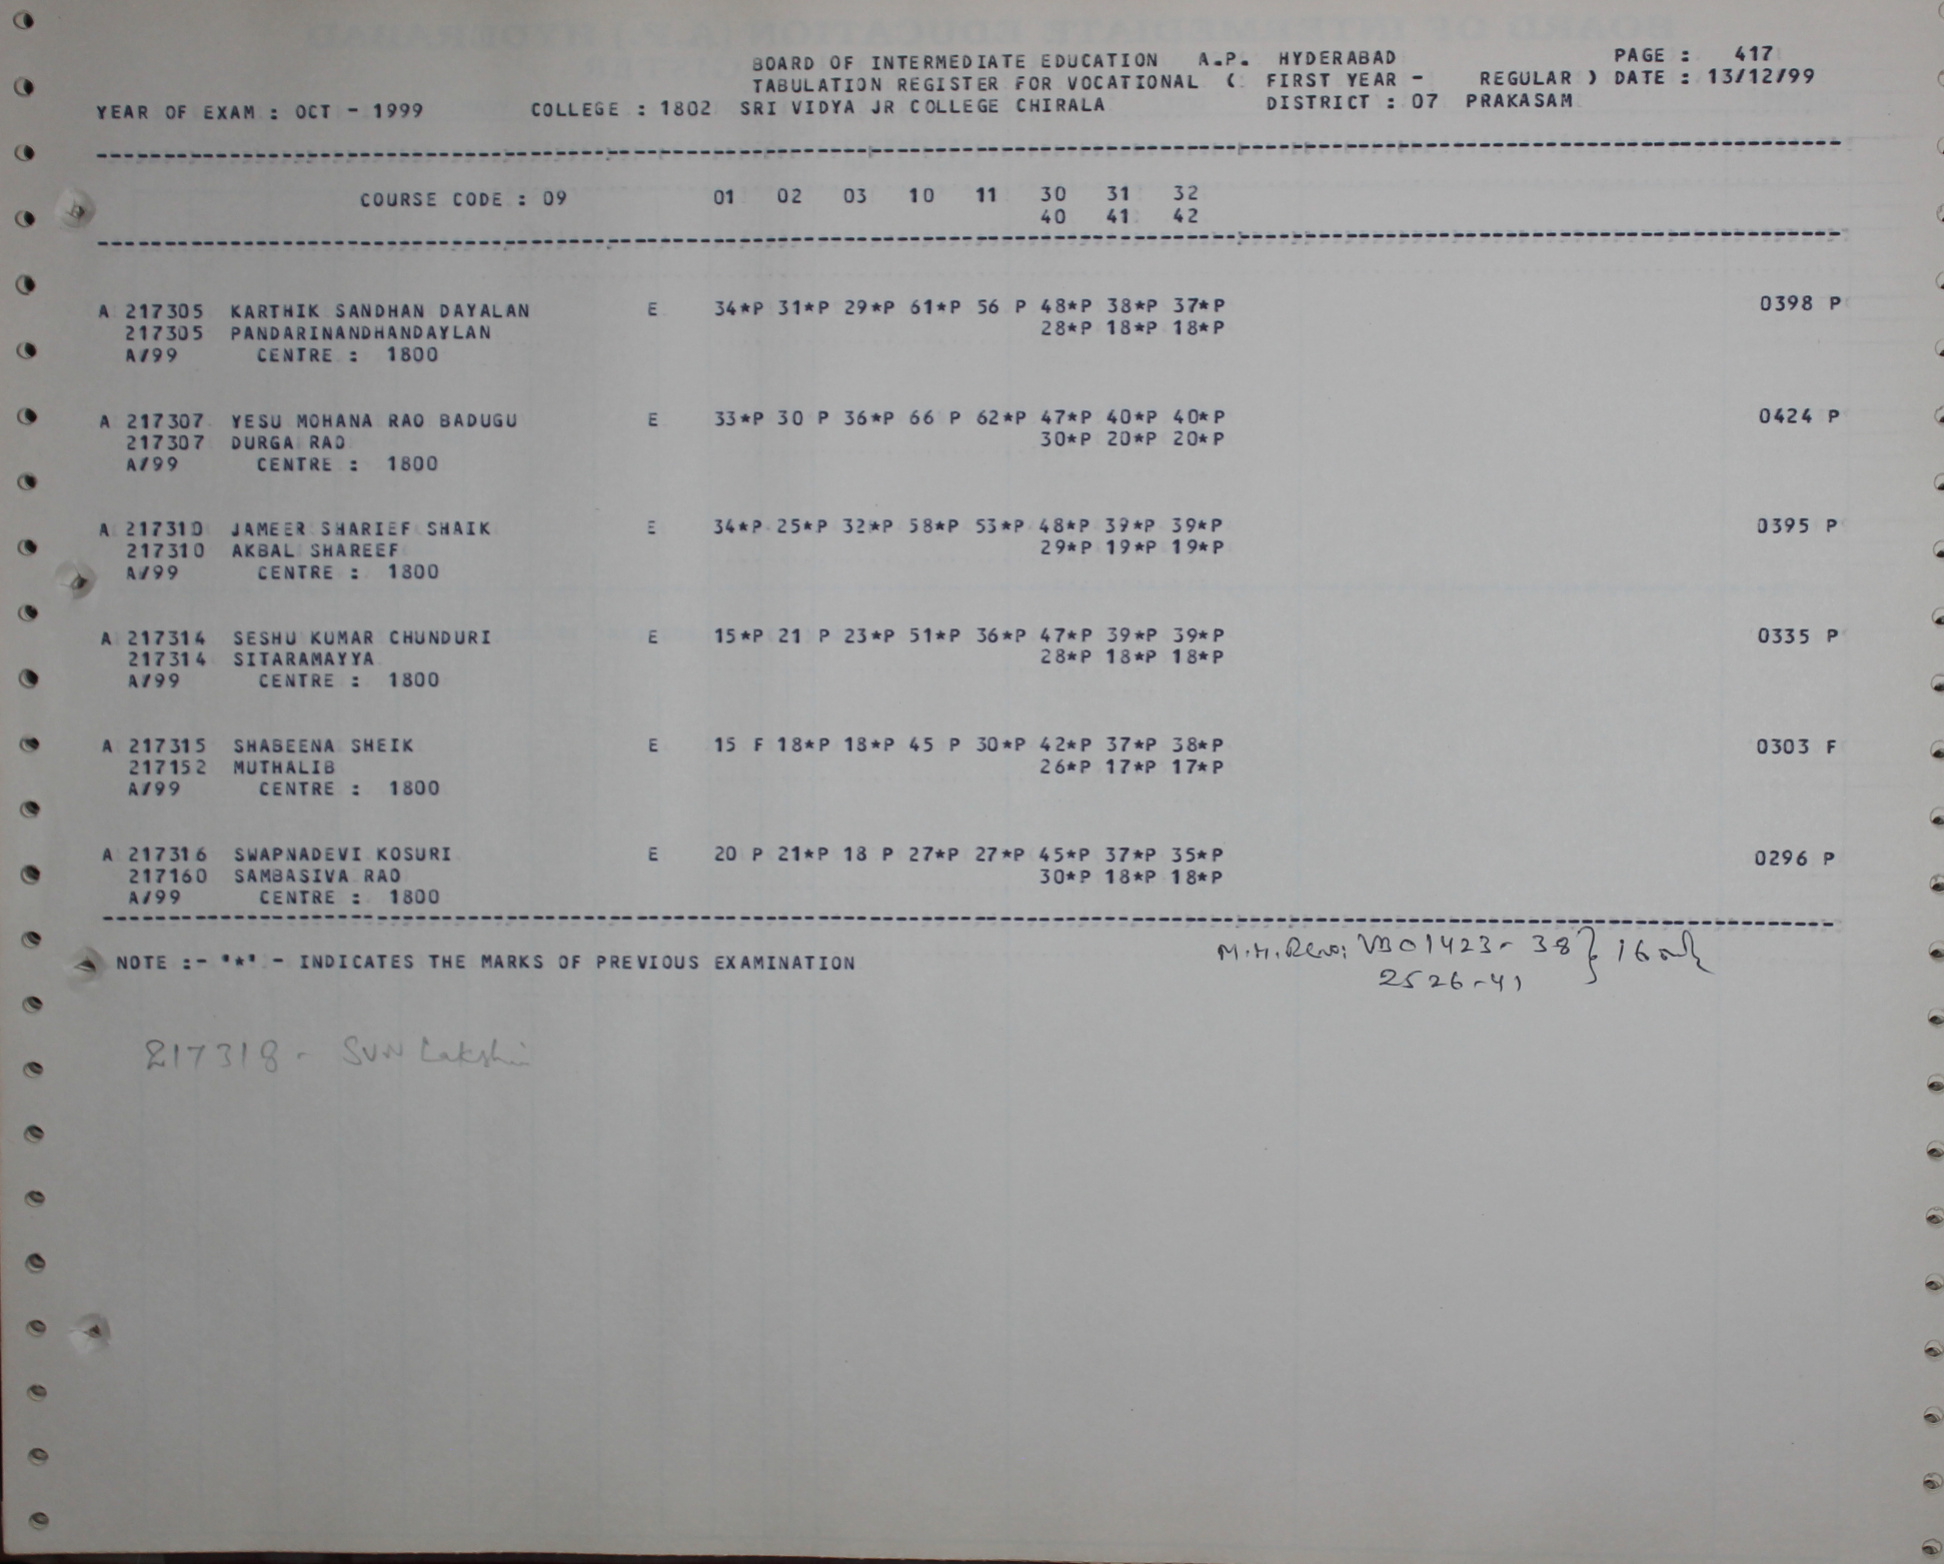 BOARD OF INTERMEDIATE EDUCATION A.P. HYDERABAD PAGE : 417
TABULATION REGISTER FOR VOCATIONAL ( FIRST YEAR - REGULAR ) DATE : 13/12/99
YEAR OF EXAM : OCT - 1999 COLLEGE : 1802 SRI VIDYA JR COLLEGE CHIRALA DISTRICT : 07 PRAKASAM
COURSE CODE : 09 01 02 03 10 11 30 31 32
40 41 42
A 217305 KARTHIK SANDHAN DAYALAN E 34*P 31*P 29*P 61*P 56 P 48*P 38*P 37*P 0398 P
217305 PANDARINANDHANDAYLAN 28*P 18*P 18*P
A/99 CENTRE : 1800
A 217307 YESU MOHANA RAO BADUGU E 33*P 30 P 36*P 66 P 62*P 47*P 40*P 40*P 0424 P
217307 DURGA RAO 30*P 20*P 20*P
A/99 CENTRE : 1800
A 217310 JAMEER SHARIEF SHAIK E 34*P 25*P 32*P 58*P 53*P 48*P 39*P 39*P 0395 P
217310 AKBAL SHAREEF 29*P 19*P 19*P
A/99 CENTRE : 1800
A 217314 SESHU KUMAR CHUNDURI E 15*P 21 P 23*P 51*P 36*P 47*P 39*P 39*P 0335 P
217314 SITARAMAYYA 28*P 18*P 18*P
A/99 CENTRE : 1800
A 217315 SHABEENA SHEIK E 15 F 18*P 18*P 45 P 30*P 42*P 37*P 38*P 0303 F
217152 MUTHALIB 26*P 17*P 17*P
A/99 CENTRE : 1800
A 217316 SWAPNADEVI KOSURI E 20 P 21*P 18 P 27*P 27*P 45*P 37*P 35*P 0296 P
217160 SAMBASIVA RAO 30*P 18*P 18*P
A/99 CENTRE : 1800
NOTE :- "*" - INDICATES THE MARKS OF PREVIOUS EXAMINATION
VB01423-38 } 16
2526-41
217318 - SVN Lakshmi